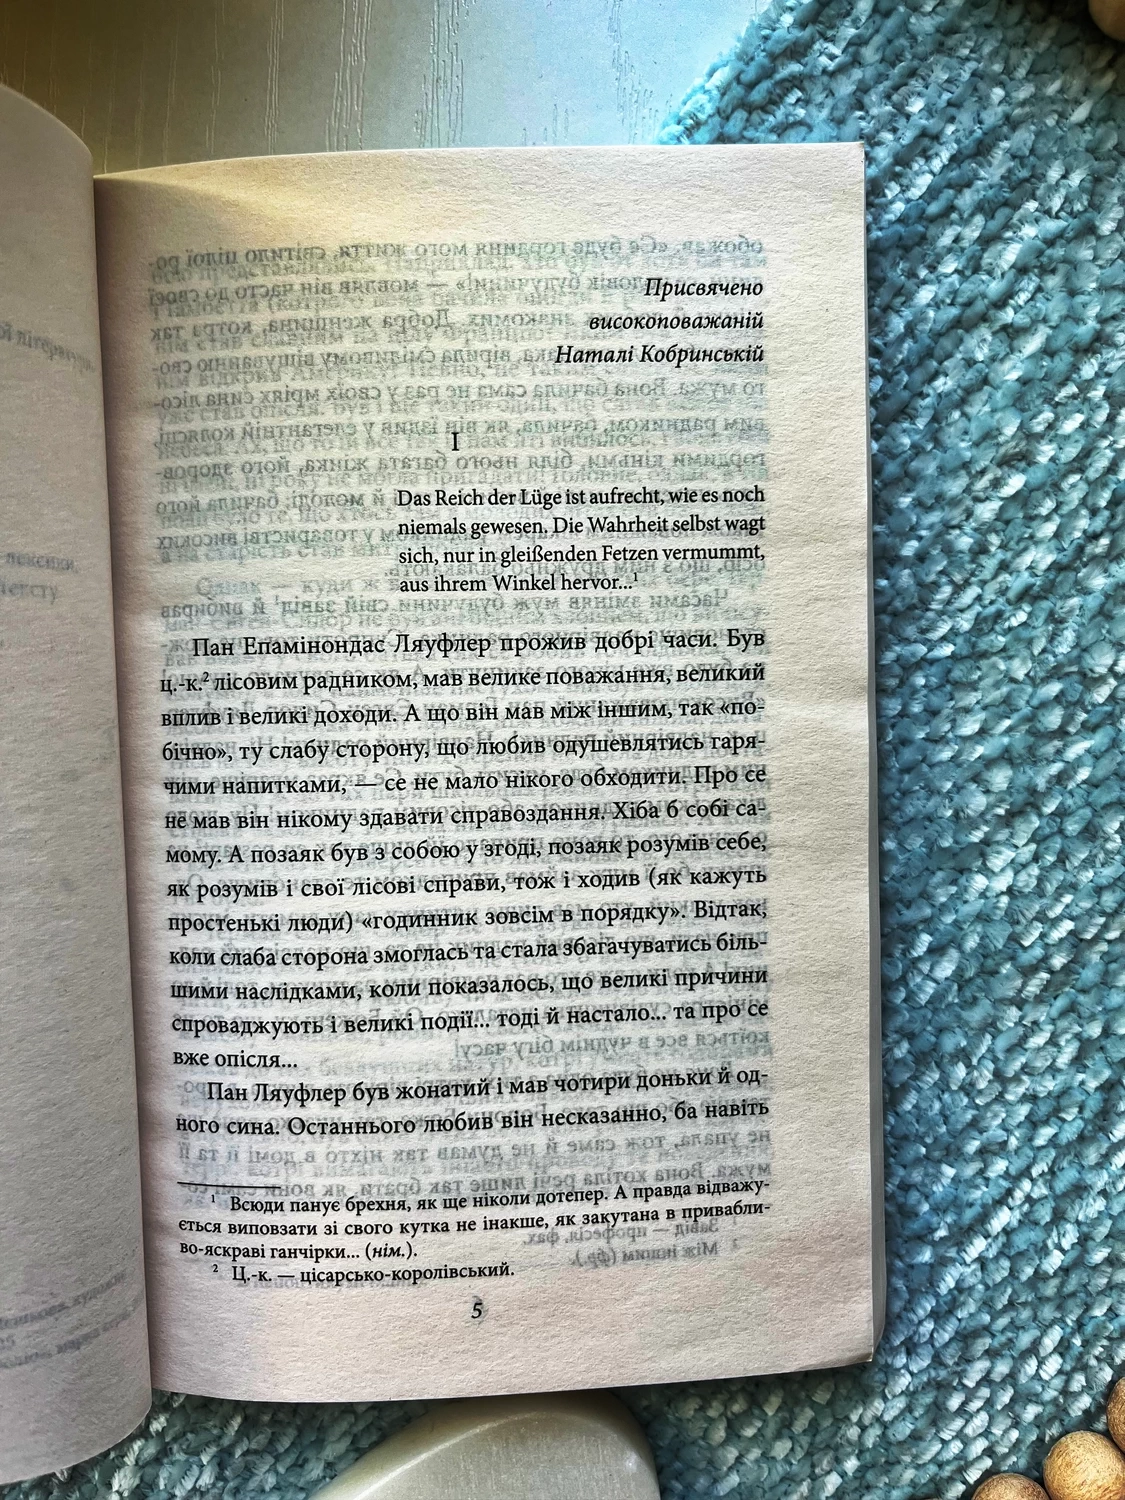 Присвячено
високоповажаній
Наталі Кобринській
I
Das Reich der Lüge ist aufrecht, wie es noch
niemals gewesen. Die Wahrheit selbst wagt
sich, nur in gleißenden Fetzen vermummt,
aus ihrem Winkel hervor...¹
Пан Епамінондас Ляуфлер прожив добрі часи. Був
ц.-к.² лісовим радником, мав велике поважання, великий
вплив і великі доходи. А що він мав між іншим, так «по-
бічно», ту слабу сторону, що любив одушевлятись гаря-
чими напитками, — се не мало нікого обходити. Про се
не мав він нікому здавати справоздання. Хіба б собі са-
мому. А позаяк був з собою у згоді, позаяк розумів себе,
як розумів і свої лісові справи, тож і ходив (як кажуть
простенькі люди) «годинник зовсім в порядку». Відтак,
коли слаба сторона змоглась та стала збагачуватись біль-
шими наслідками, коли показалось, що великі причини
спроваджують і великі події... тоді й настало... та про се
вже опісля...
Пан Ляуфлер був жонатий і мав чотири доньки й од-
ного сина. Останнього любив він несказанно, ба навіть
¹ Всюди панує брехня, як ще ніколи дотепер. А правда відважу-
ється виповзати зі свого кутка не інакше, як закутана в привабли-
во-яскраві ганчірки... (нім.).
² Ц.-к. — цісарсько-королівський.
5